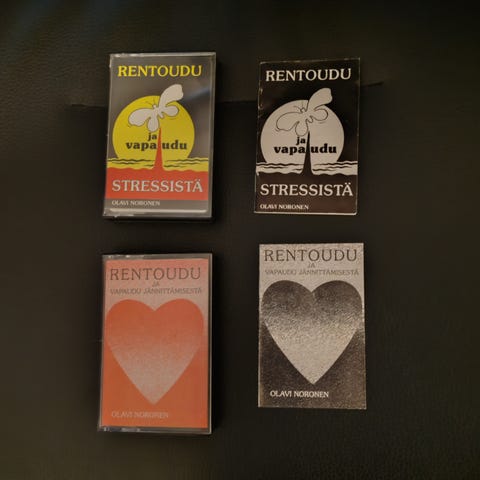 RENTOUDU
ja
vapaudu
STRESSISTÄ
OLAVI NORONEN
RENTOUDU
ja
vapaudu
STRESSISTÄ
OLAVI NORONEN
RENTOUDU
JA
VAPAUDU JÄNNITTÄMISESTÄ
OLAVI NORONEN
RENTOUDU
JA
VAPAUDU JÄNNITTÄMISESTÄ
OLAVI NORONEN